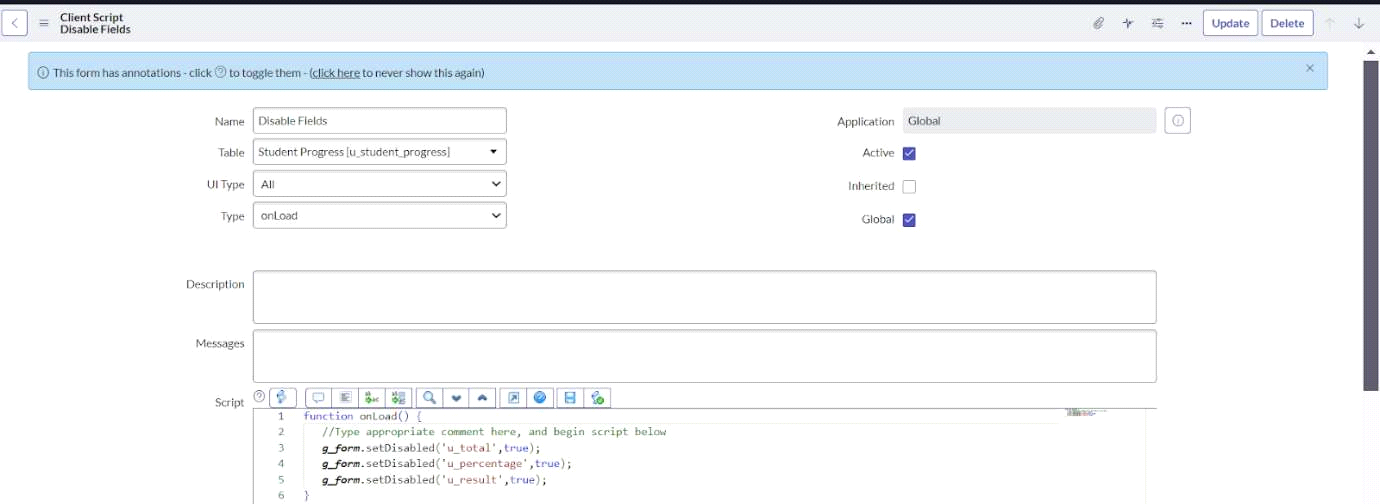 Client Script
Disable Fields
Update
Delete
This form has annotations - click ? to toggle them - (click here to never show this again)
Name
Disable Fields
Application
Global
Table
Student Progress [u_student_progress]
Active
UI Type
All
Inherited
Type
onLoad
Global
Description
Messages
Script
1 function onLoad() {
2 //Type appropriate comment here, and begin script below
3 g_form.setDisabled('u_total',true);
4 g_form.setDisabled('u_percentage',true);
5 g_form.setDisabled('u_result',true);
6 }